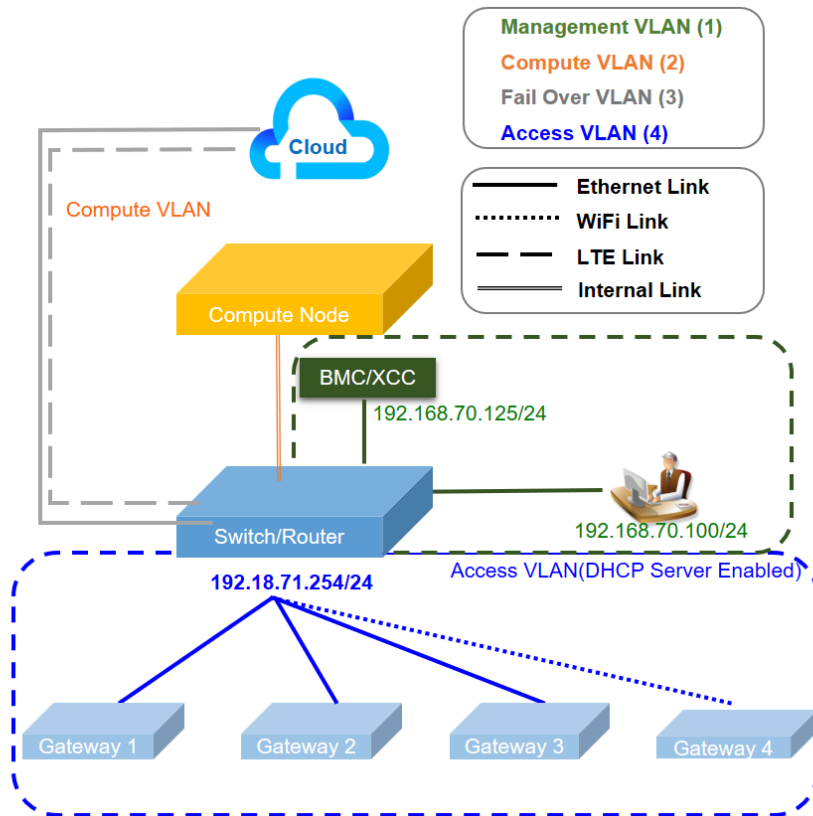 Management VLAN (1)
Compute VLAN (2)
Fail Over VLAN (3)
Access VLAN (4)
Ethernet Link
WiFi Link
LTE Link
Internal Link
Cloud
Compute VLAN
Compute Node
BMC/XCC
192.168.70.125/24
Switch/Router
192.168.70.100/24
Access VLAN(DHCP Server Enabled)
192.18.71.254/24
Gateway 1
Gateway 2
Gateway 3
Gateway 4